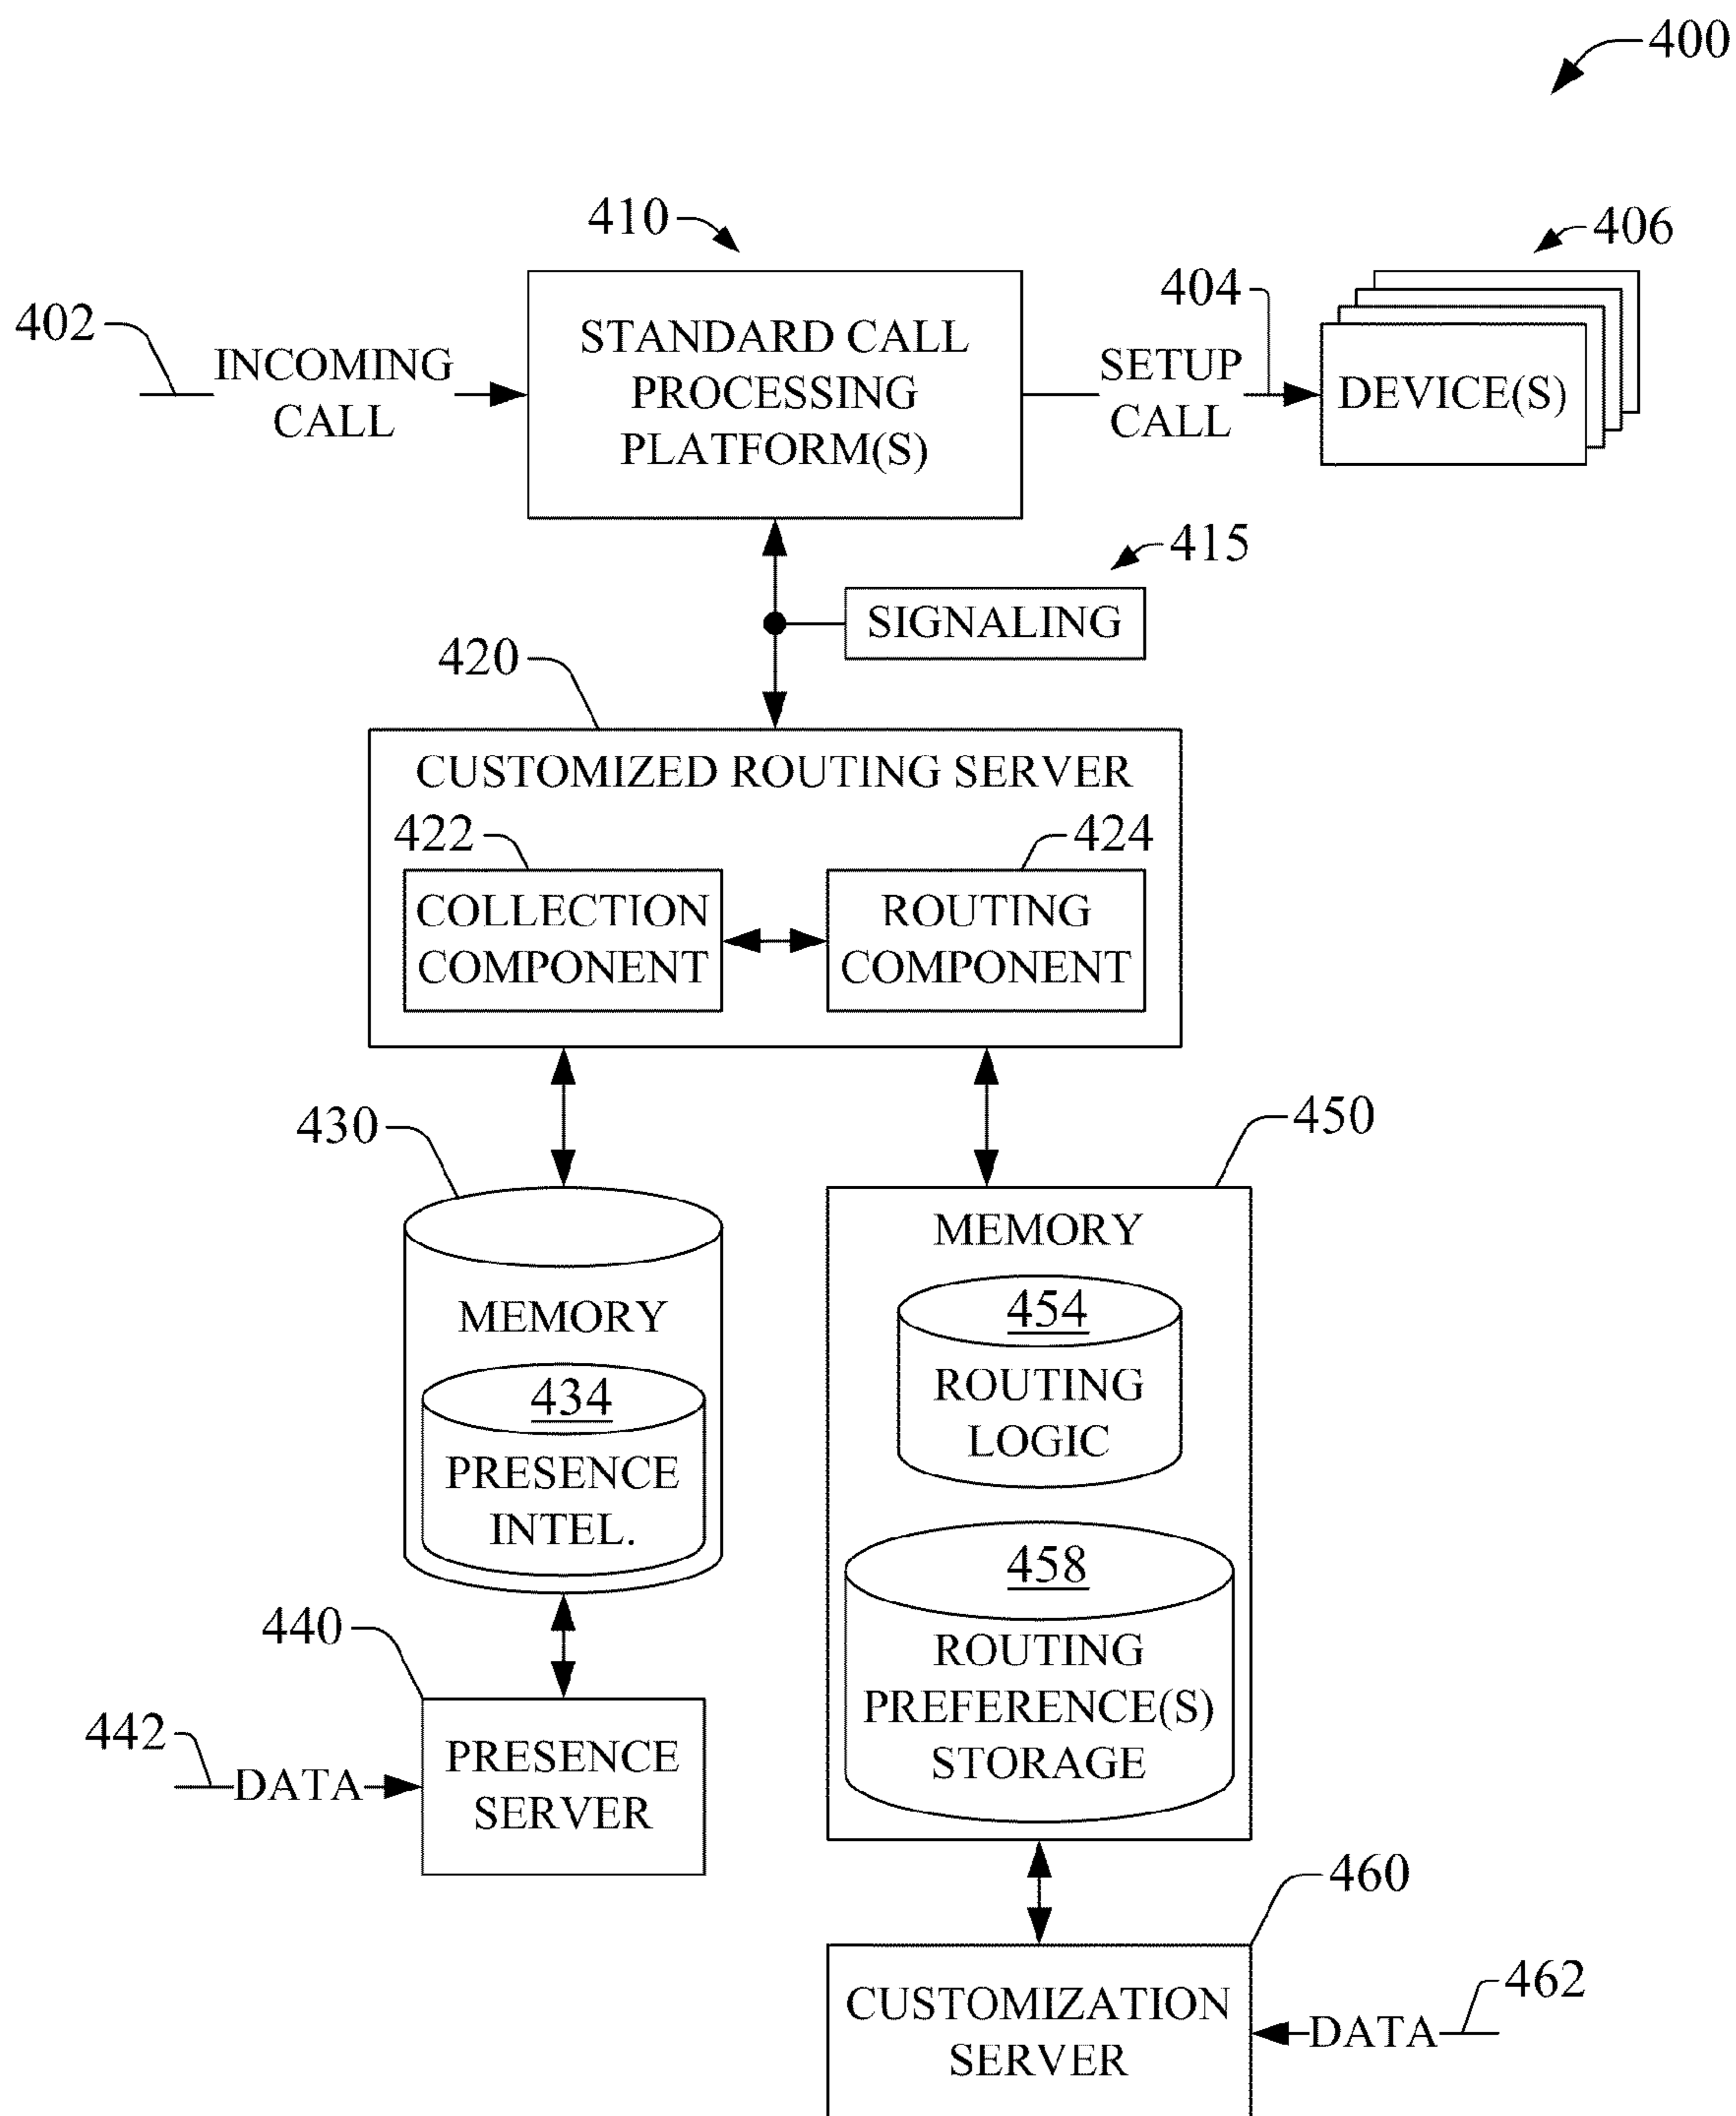 400
410
406
402
INCOMING
CALL
STANDARD CALL
PROCESSING
PLATFORM(S)
404
SETUP
CALL
DEVICE(S)
415
SIGNALING
420
CUSTOMIZED ROUTING SERVER
422
424
COLLECTION
COMPONENT
ROUTING
COMPONENT
430
450
MEMORY
434
PRESENCE
INTEL.
MEMORY
454
ROUTING
LOGIC
458
ROUTING
PREFERENCE(S)
STORAGE
440
442
DATA
PRESENCE
SERVER
460
CUSTOMIZATION
SERVER
DATA
462